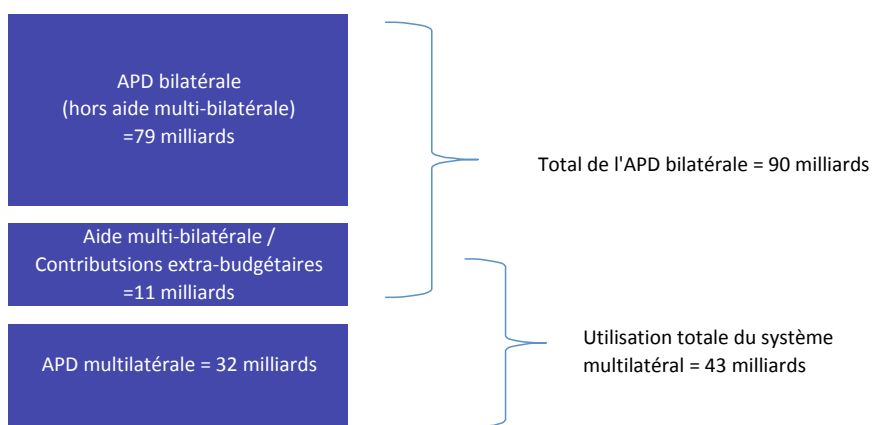 APD bilatérale
(hors aide multi-bilatérale)
=79 milliards
Total de l'APD bilatérale = 90 milliards
Aide multi-bilatérale /
Contributsions extra-budgétaires
=11 milliards
APD multilatérale = 32 milliards
Utilisation totale du système
multilatéral = 43 milliards